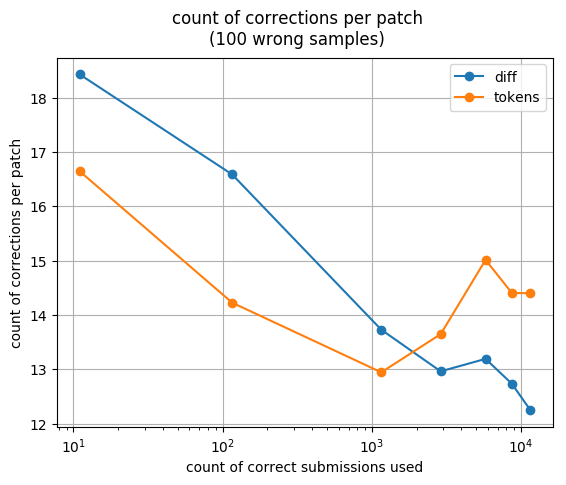 count of corrections per patch
(100 wrong samples)
diff
tokens
18
17
16
15
14
13
12
count of corrections per patch
10¹
10²
10³
10⁴
count of correct submissions used